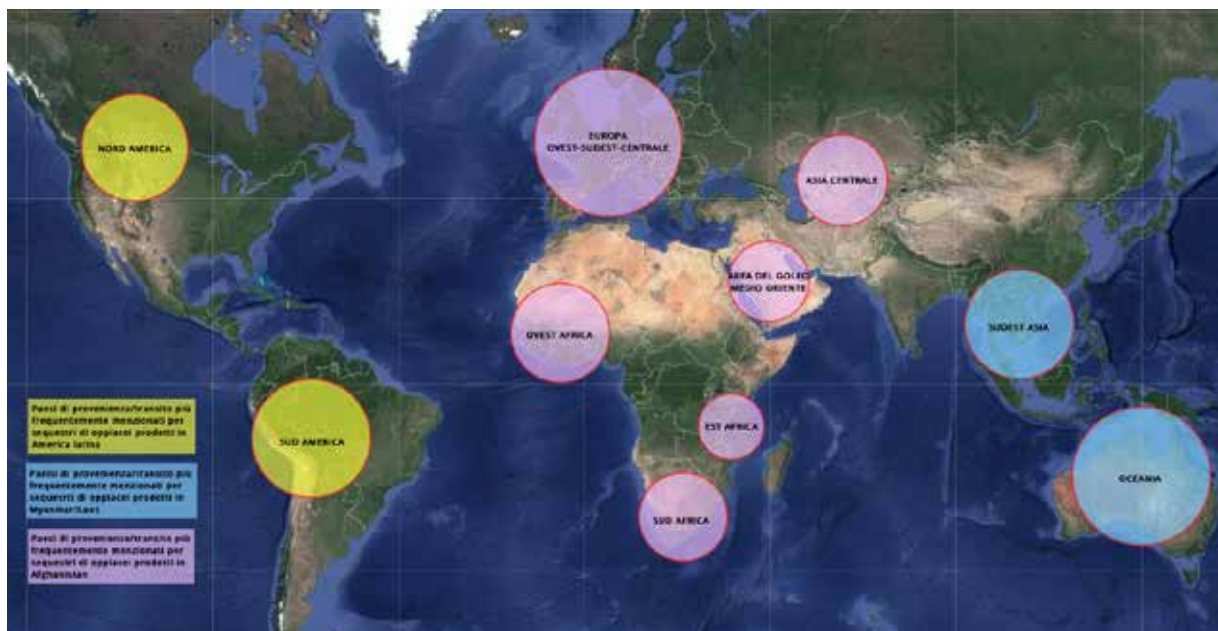 NORD AMERICA
EUROPA
OVEST-SUDEST-CENTRALE
ASIA CENTRALE
AREA DEL GOLFO
MEDIO ORIENTE
OVEST AFRICA
SUDEST ASIA
SUD AMERICA
EST AFRICA
SUD AFRICA
OCEANIA
Paesi di provenienza/transito più
frequentemente menzionati per
sequestri di oppiacei prodotti in
America latina
Paesi di provenienza/transito più
frequentemente menzionati per
sequestri di oppiacei prodotti in
Myanmar/Laos
Paesi di provenienza/transito più
frequentemente menzionati per
sequestri di oppiacei prodotti in
Afghanistan